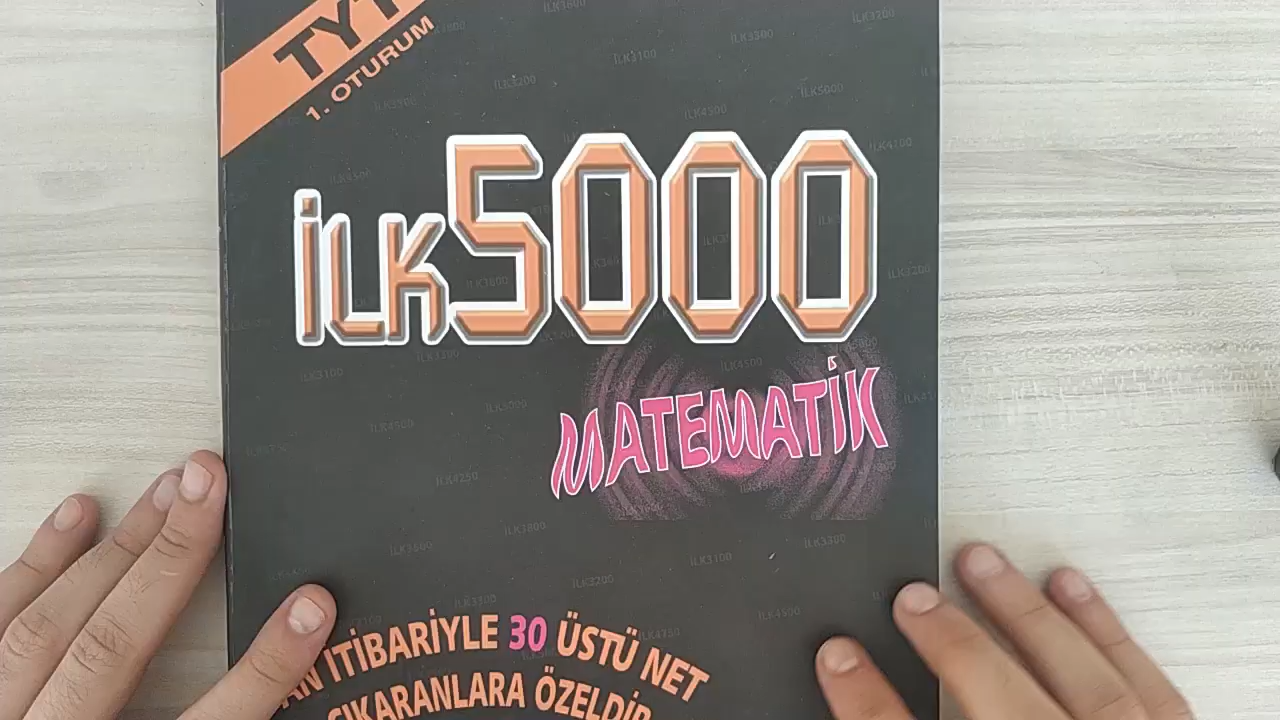 TYT
1. OTURUM
İLK5000
MATEMATİK
İTİBARİYLE 30 ÜSTÜ NET
ÇIKARANLARA ÖZELDİR